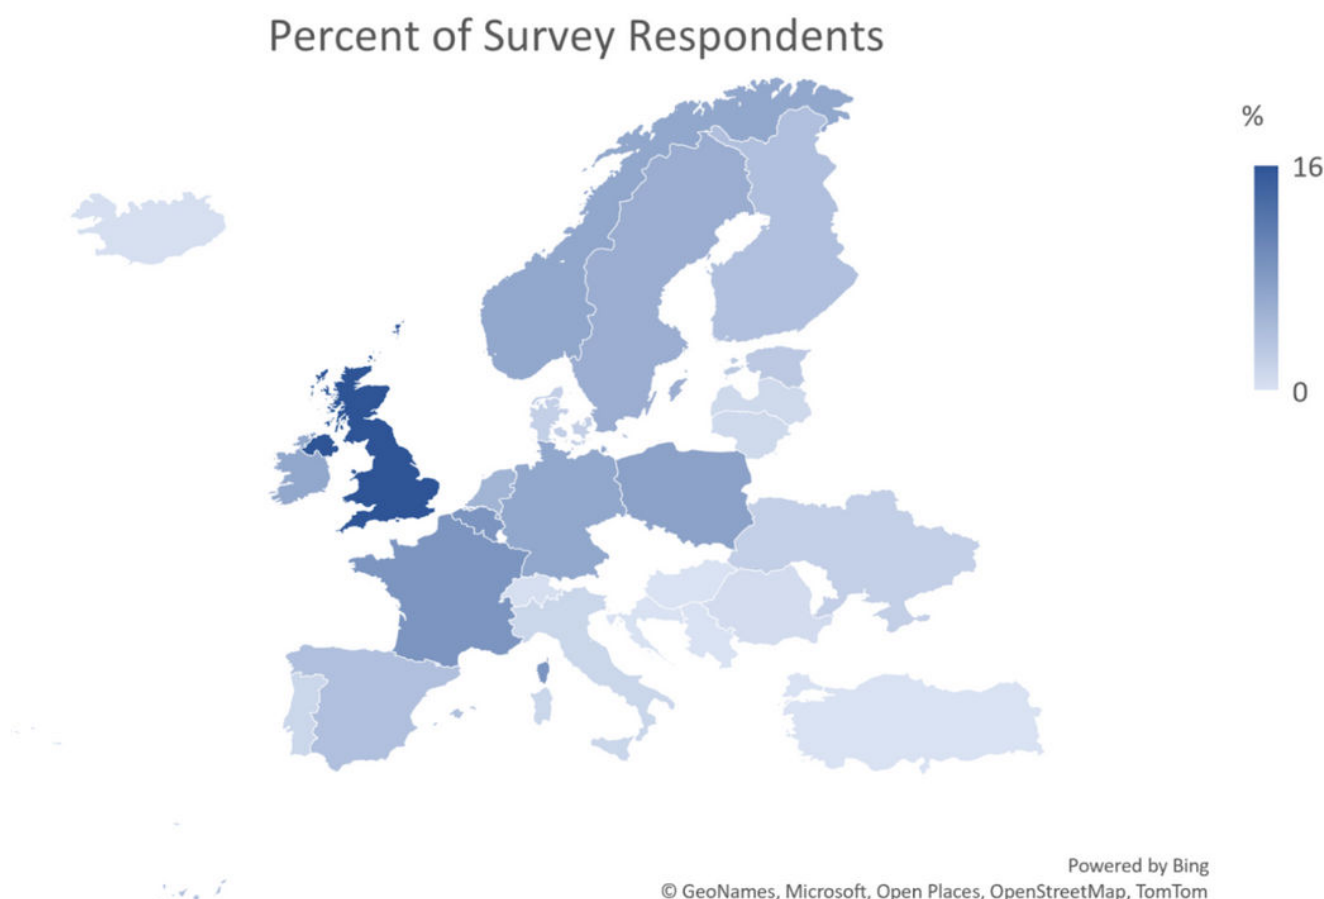 Percent of Survey Respondents
%
16
0
Powered by Bing
© GeoNames, Microsoft, Open Places, OpenStreetMap, TomTom